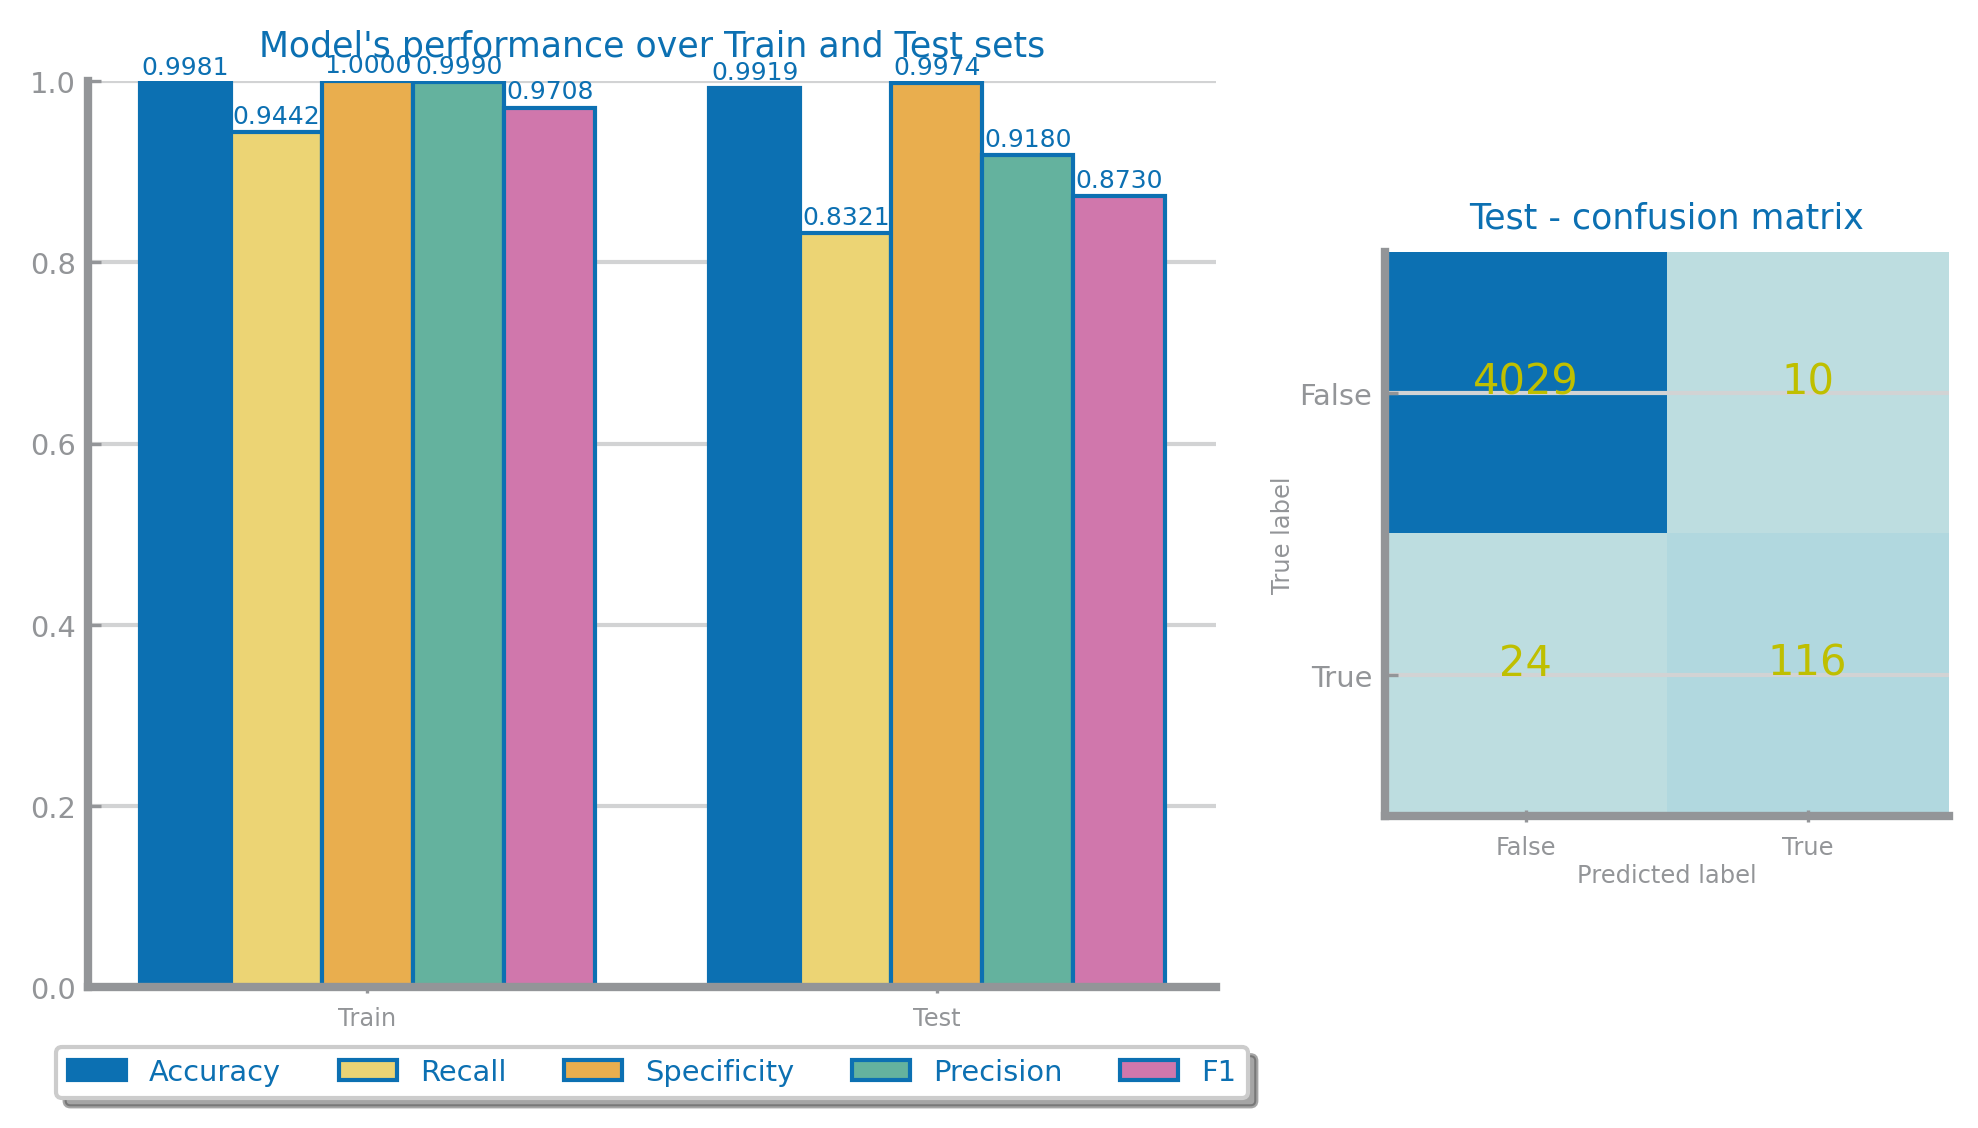 Model's performance over Train and Test sets
0.9981 0.9442 1.0000 0.9990 0.9708 0.9919 0.8321 0.9974 0.9180 0.8730
1.0
0.8
0.6
0.4
0.2
0.0
Train Test
Accuracy Recall Specificity Precision F1
Test - confusion matrix
True label
False 4029 10
True 24 116
False True
Predicted label